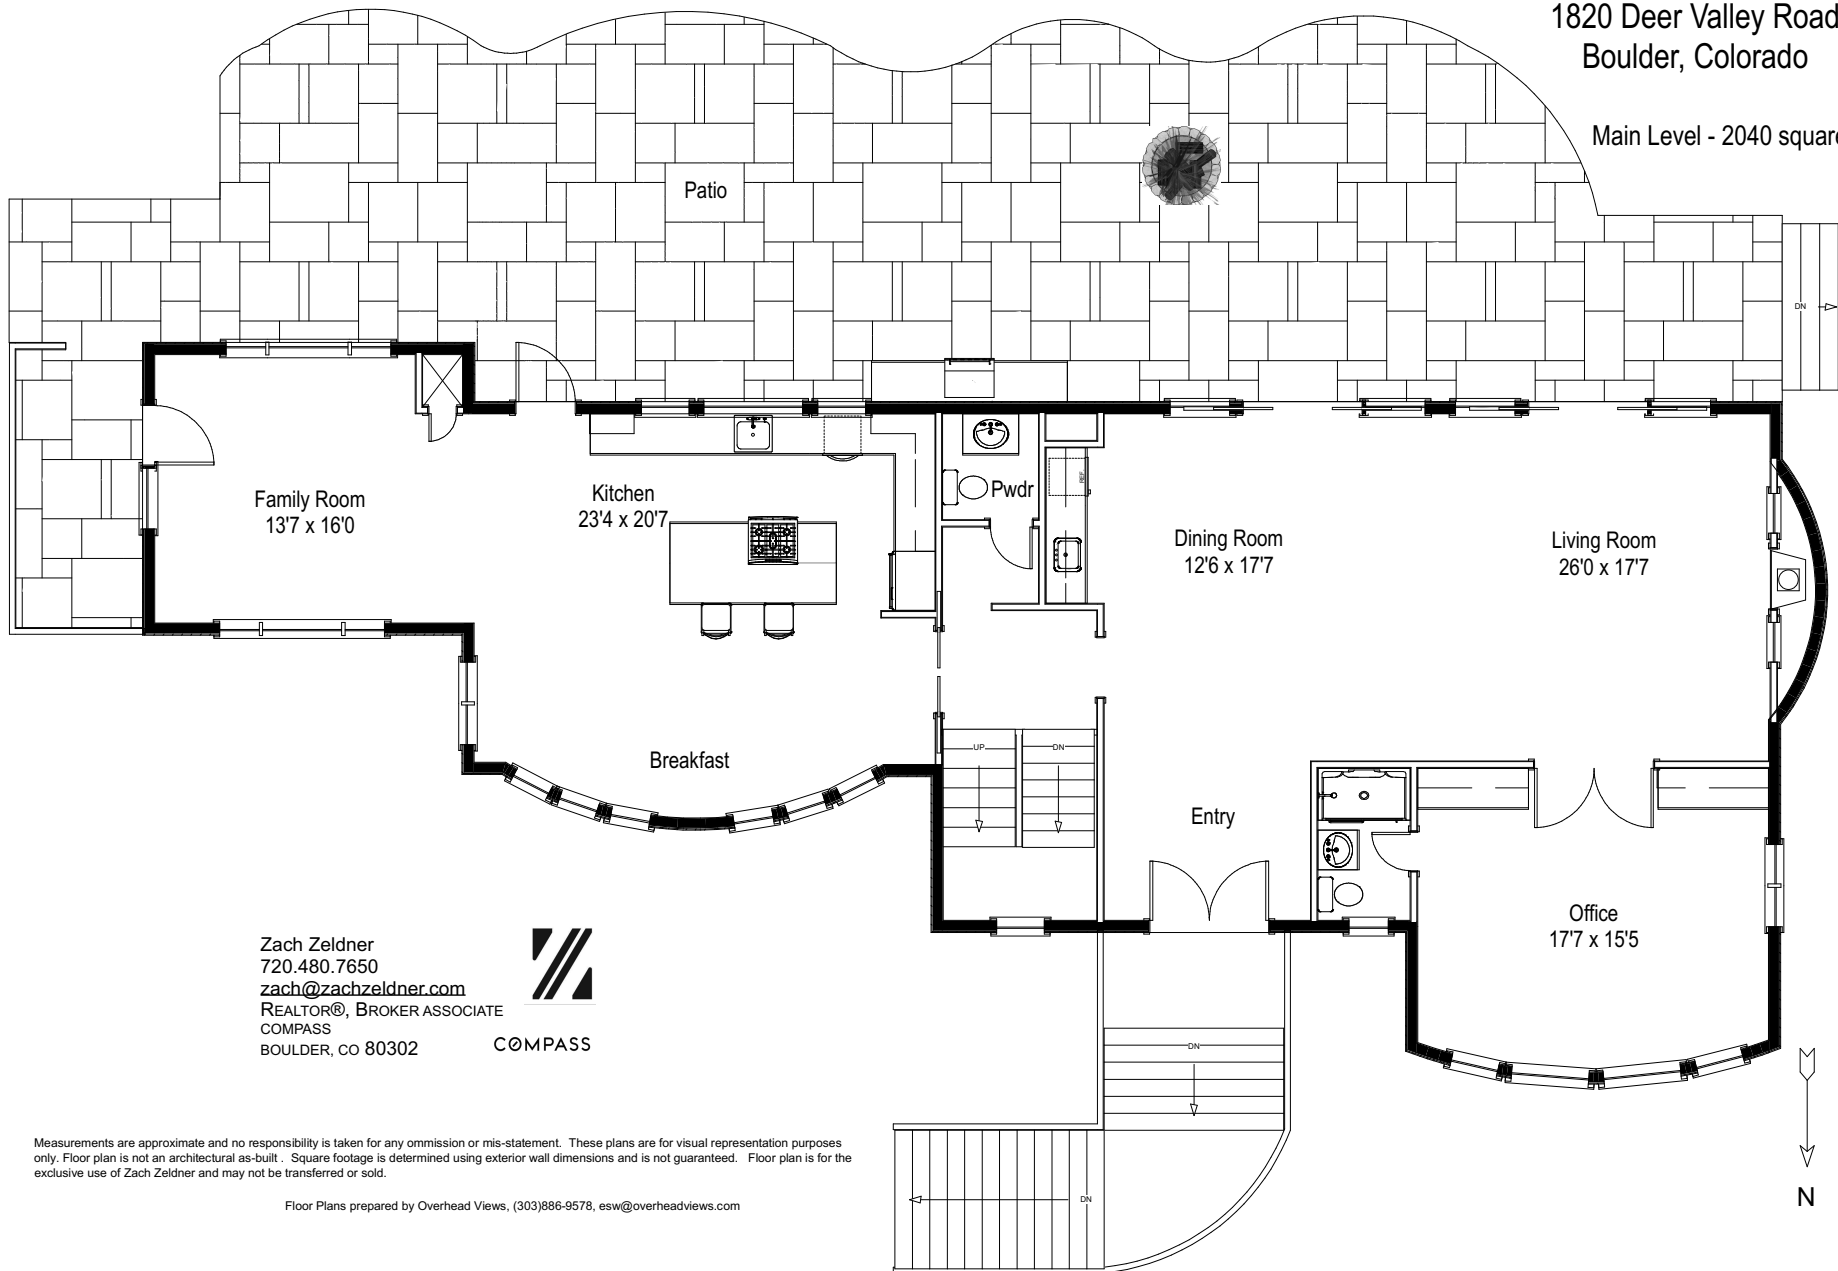 1820 Deer Valley Road
Boulder, Colorado
Main Level - 2040 square
Patio
DN
Family Room
13'7 x 16'0
Kitchen
23'4 x 20'7
Pwdr
REF
Dining Room
12'6 x 17'7
Living Room
26'0 x 17'7
Breakfast
UP
DN
Entry
Office
17'7 x 15'5
Zach Zeldner
720.480.7650
zach@zachzeldner.com
REALTOR®, BROKER ASSOCIATE
COMPASS
BOULDER, CO 80302
COMPASS
DN
DN
N
Measurements are approximate and no responsibility is taken for any ommission or mis-statement. These plans are for visual representation purposes
only. Floor plan is not an architectural as-built . Square footage is determined using exterior wall dimensions and is not guaranteed. Floor plan is for the
exclusive use of Zach Zeldner and may not be transferred or sold.
Floor Plans prepared by Overhead Views, (303)886-9578, esw@overheadviews.com